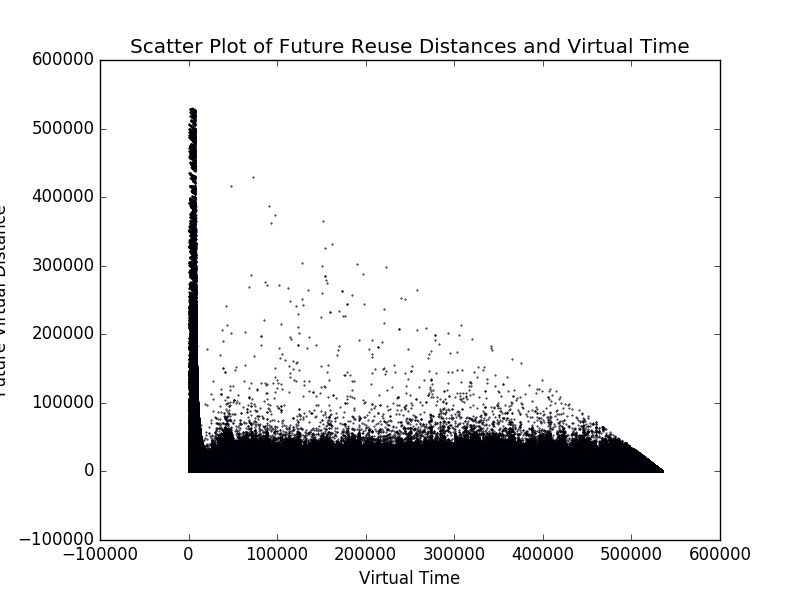 Scatter Plot of Future Reuse Distances and Virtual Time
600000
500000
400000
300000
200000
100000
0
−100000
Future Virtual Distance
−100000 0 100000 200000 300000 400000 500000 600000
Virtual Time